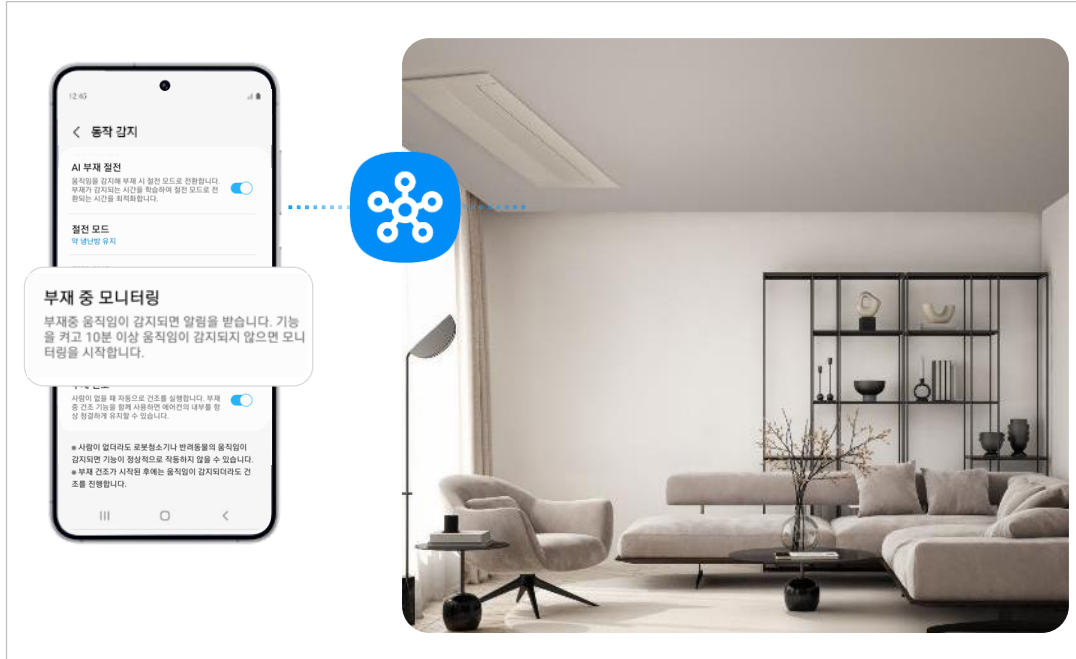 12:45
동작 감지
AI 부재 절전
움직임을 감지해 부재 시 절전 모드로 전환합니다.
부재가 감지되는 시간을 학습하여 절전 모드로 전
환되는 시간을 최적화합니다.
절전 모드
약 냉난방 유지
부재 중 모니터링
부재중 움직임이 감지되면 알림을 받습니다. 기능
을 켜고 10분 이상 움직임이 감지되지 않으면 모니
터링을 시작합니다.
사람이 없을 때 자동으로 건조를 실행합니다. 부재
중 건조 기능을 함께 사용하면 에어컨의 내부를 항
상 청결하게 유지할 수 있습니다.
※ 사람이 없더라도 로봇청소기나 반려동물의 움직임이
감지되면 기능이 정상적으로 작동하지 않을 수 있습니다.
※ 부재 건조가 시작된 후에는 움직임이 감지되더라도 건
조를 진행합니다.